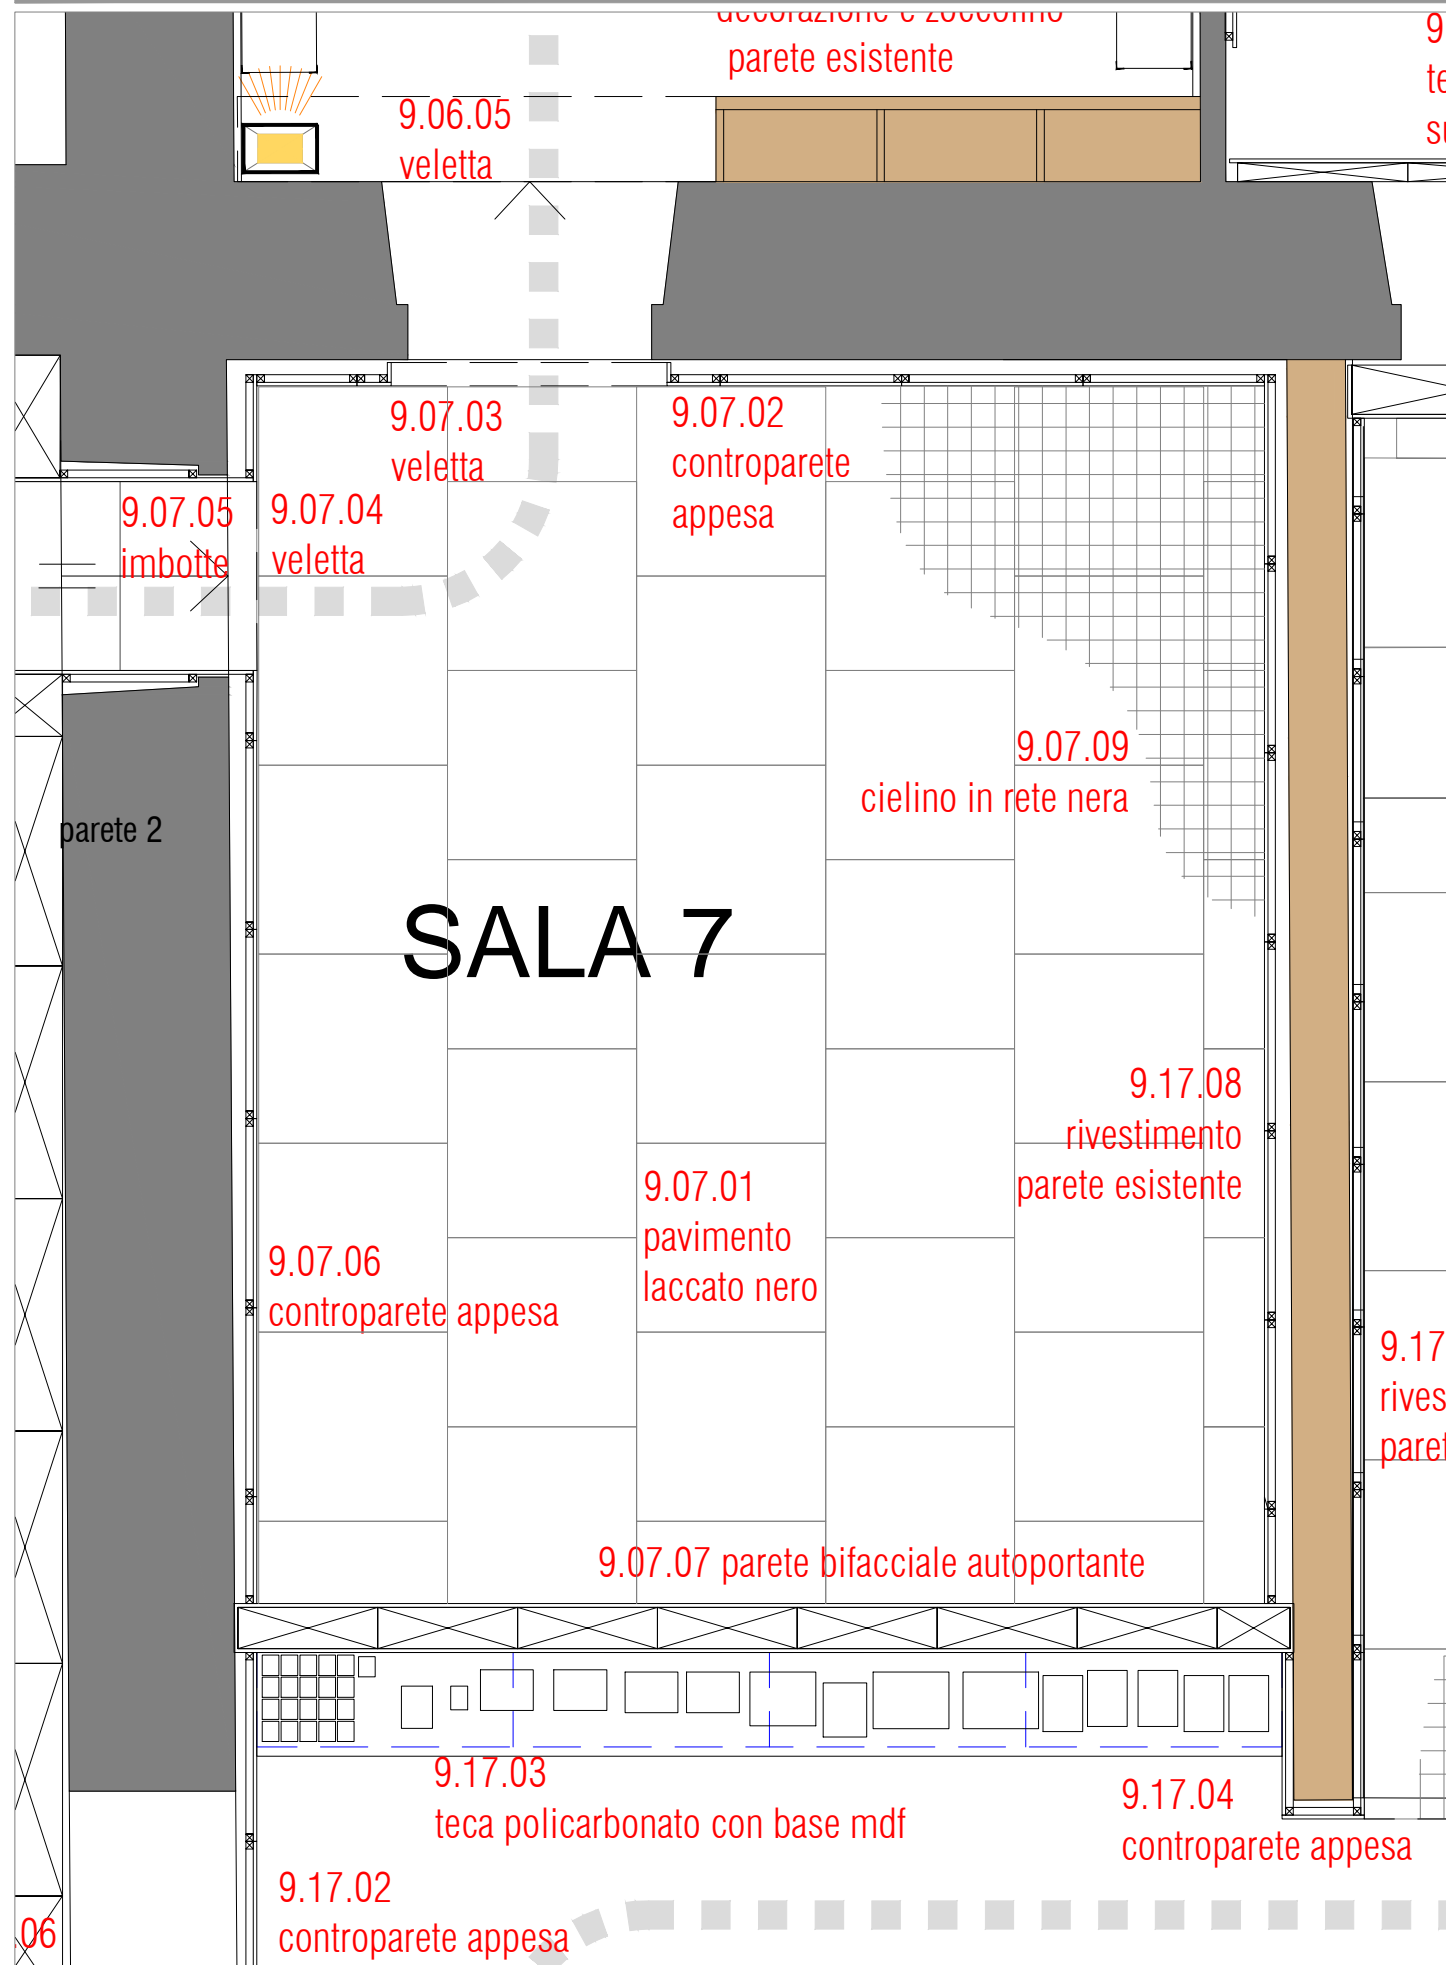 parete esistente
9.06.05
veletta
9.07.03
veletta
9.07.02
controparete
appesa
9.07.05
imbotte
9.07.04
veletta
9.07.09
cielino in rete nera
parete 2
SALA 7
9.17.08
rivestimento
parete esistente
9.07.01
pavimento
laccato nero
9.07.06
controparete appesa
9.17
9.07.07 parete bifacciale autoportante
9.17.03
teca policarbonato con base mdf
9.17.04
controparete appesa
9.17.02
controparete appesa
06